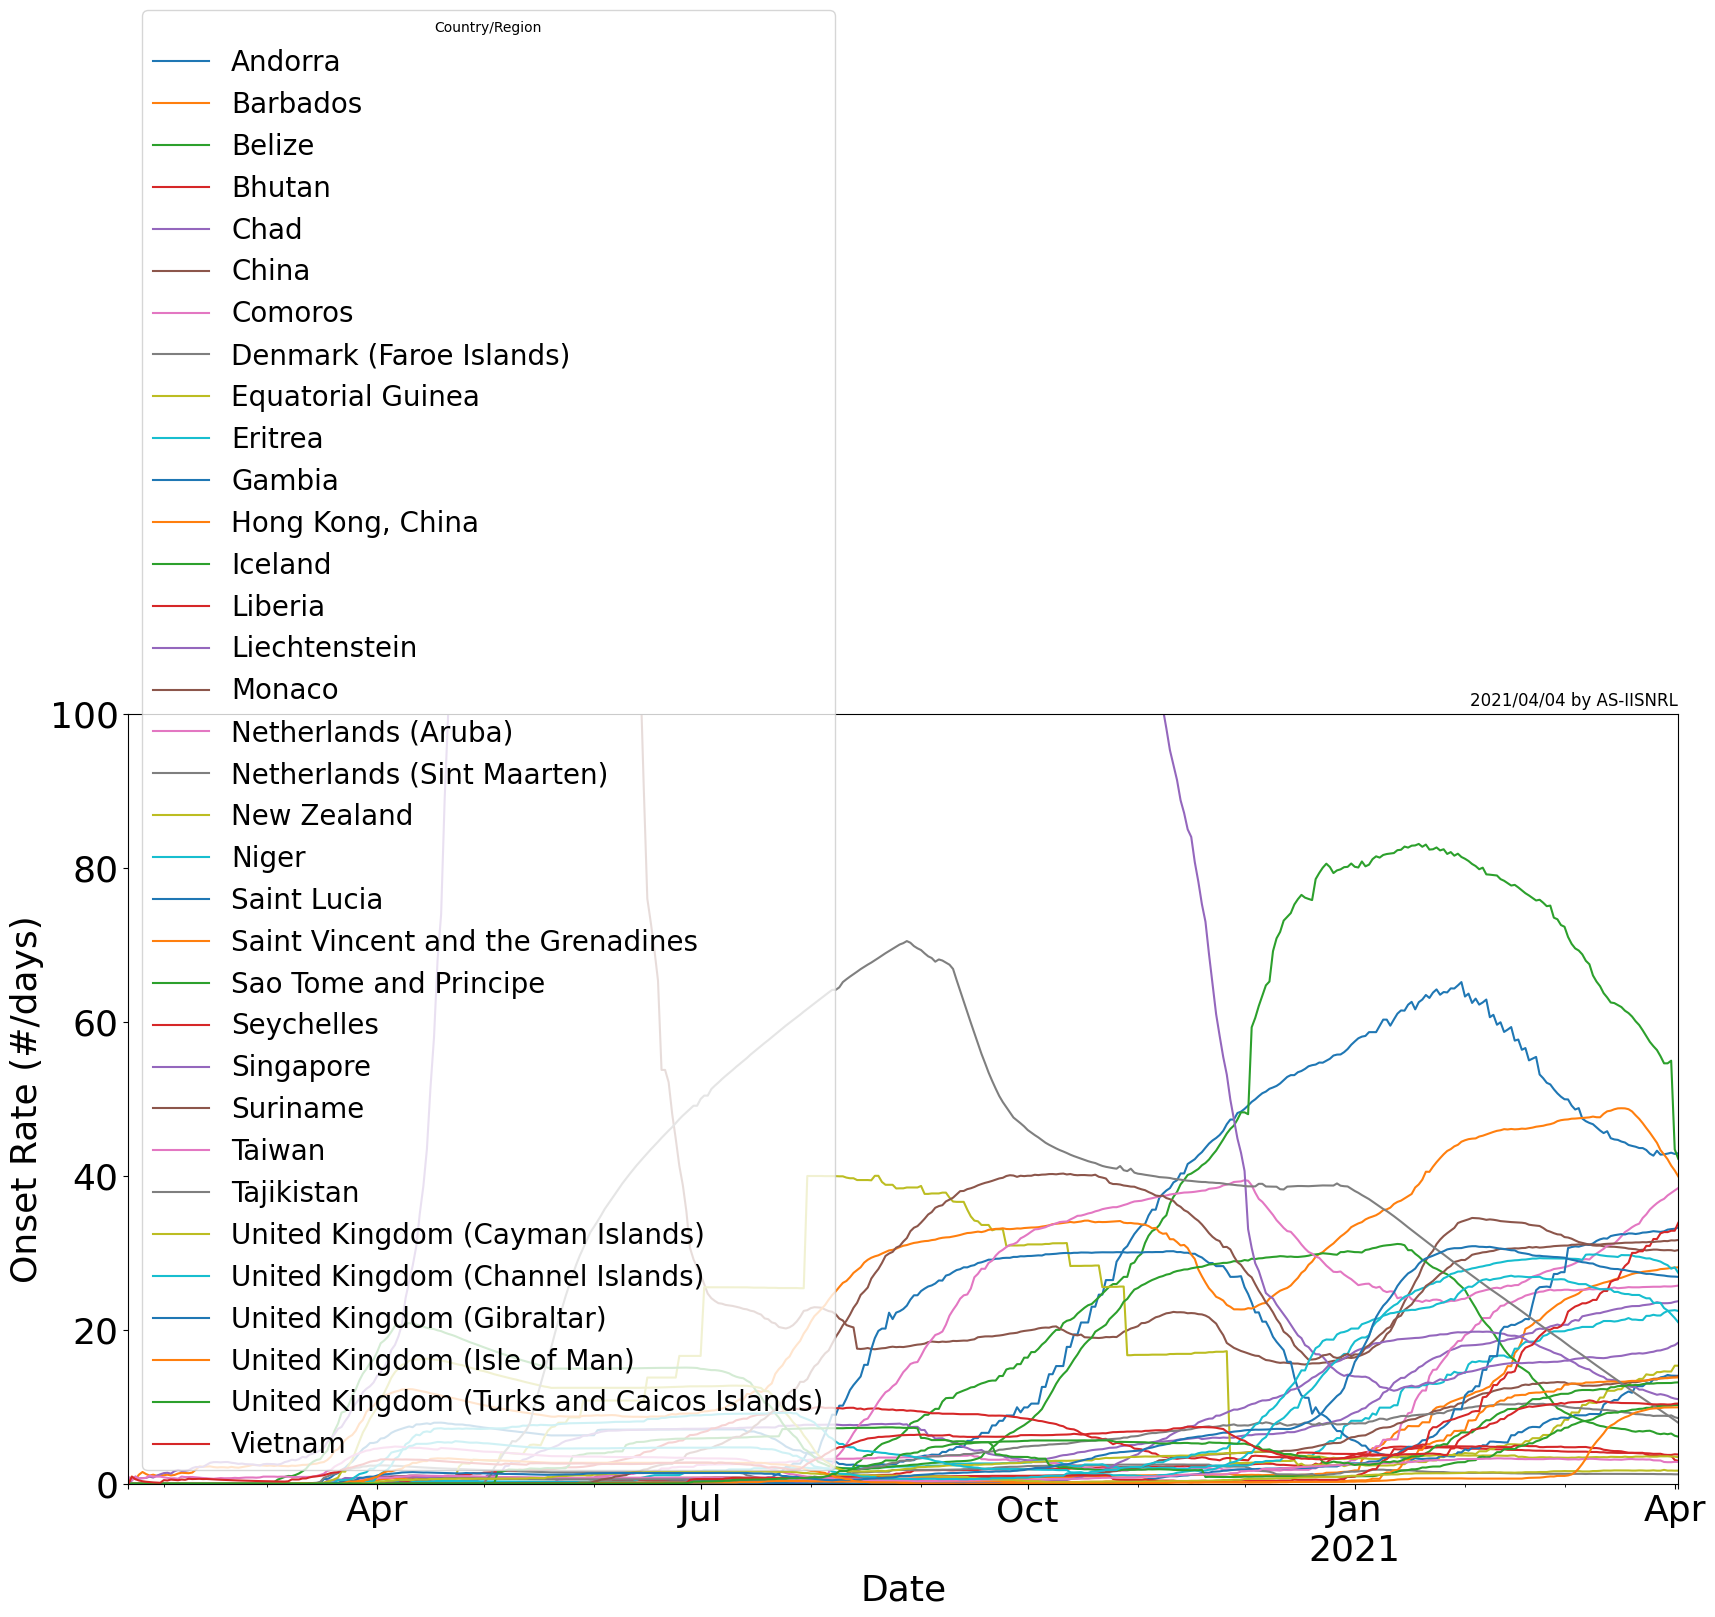 Country/Region
Andorra
Barbados
Belize
Bhutan
Chad
China
Comoros
Denmark (Faroe Islands)
Equatorial Guinea
Eritrea
Gambia
Hong Kong, China
Iceland
Liberia
Liechtenstein
Monaco
Netherlands (Aruba)
Netherlands (Sint Maarten)
New Zealand
Niger
Saint Lucia
Saint Vincent and the Grenadines
Sao Tome and Principe
Seychelles
Singapore
Suriname
Taiwan
Tajikistan
United Kingdom (Cayman Islands)
United Kingdom (Channel Islands)
United Kingdom (Gibraltar)
United Kingdom (Isle of Man)
United Kingdom (Turks and Caicos Islands)
Vietnam
2021/04/04 by AS-IISNRL
100
80
60
40
20
0
Onset Rate (#/days)
Apr Jul Oct Jan Apr
2021
Date